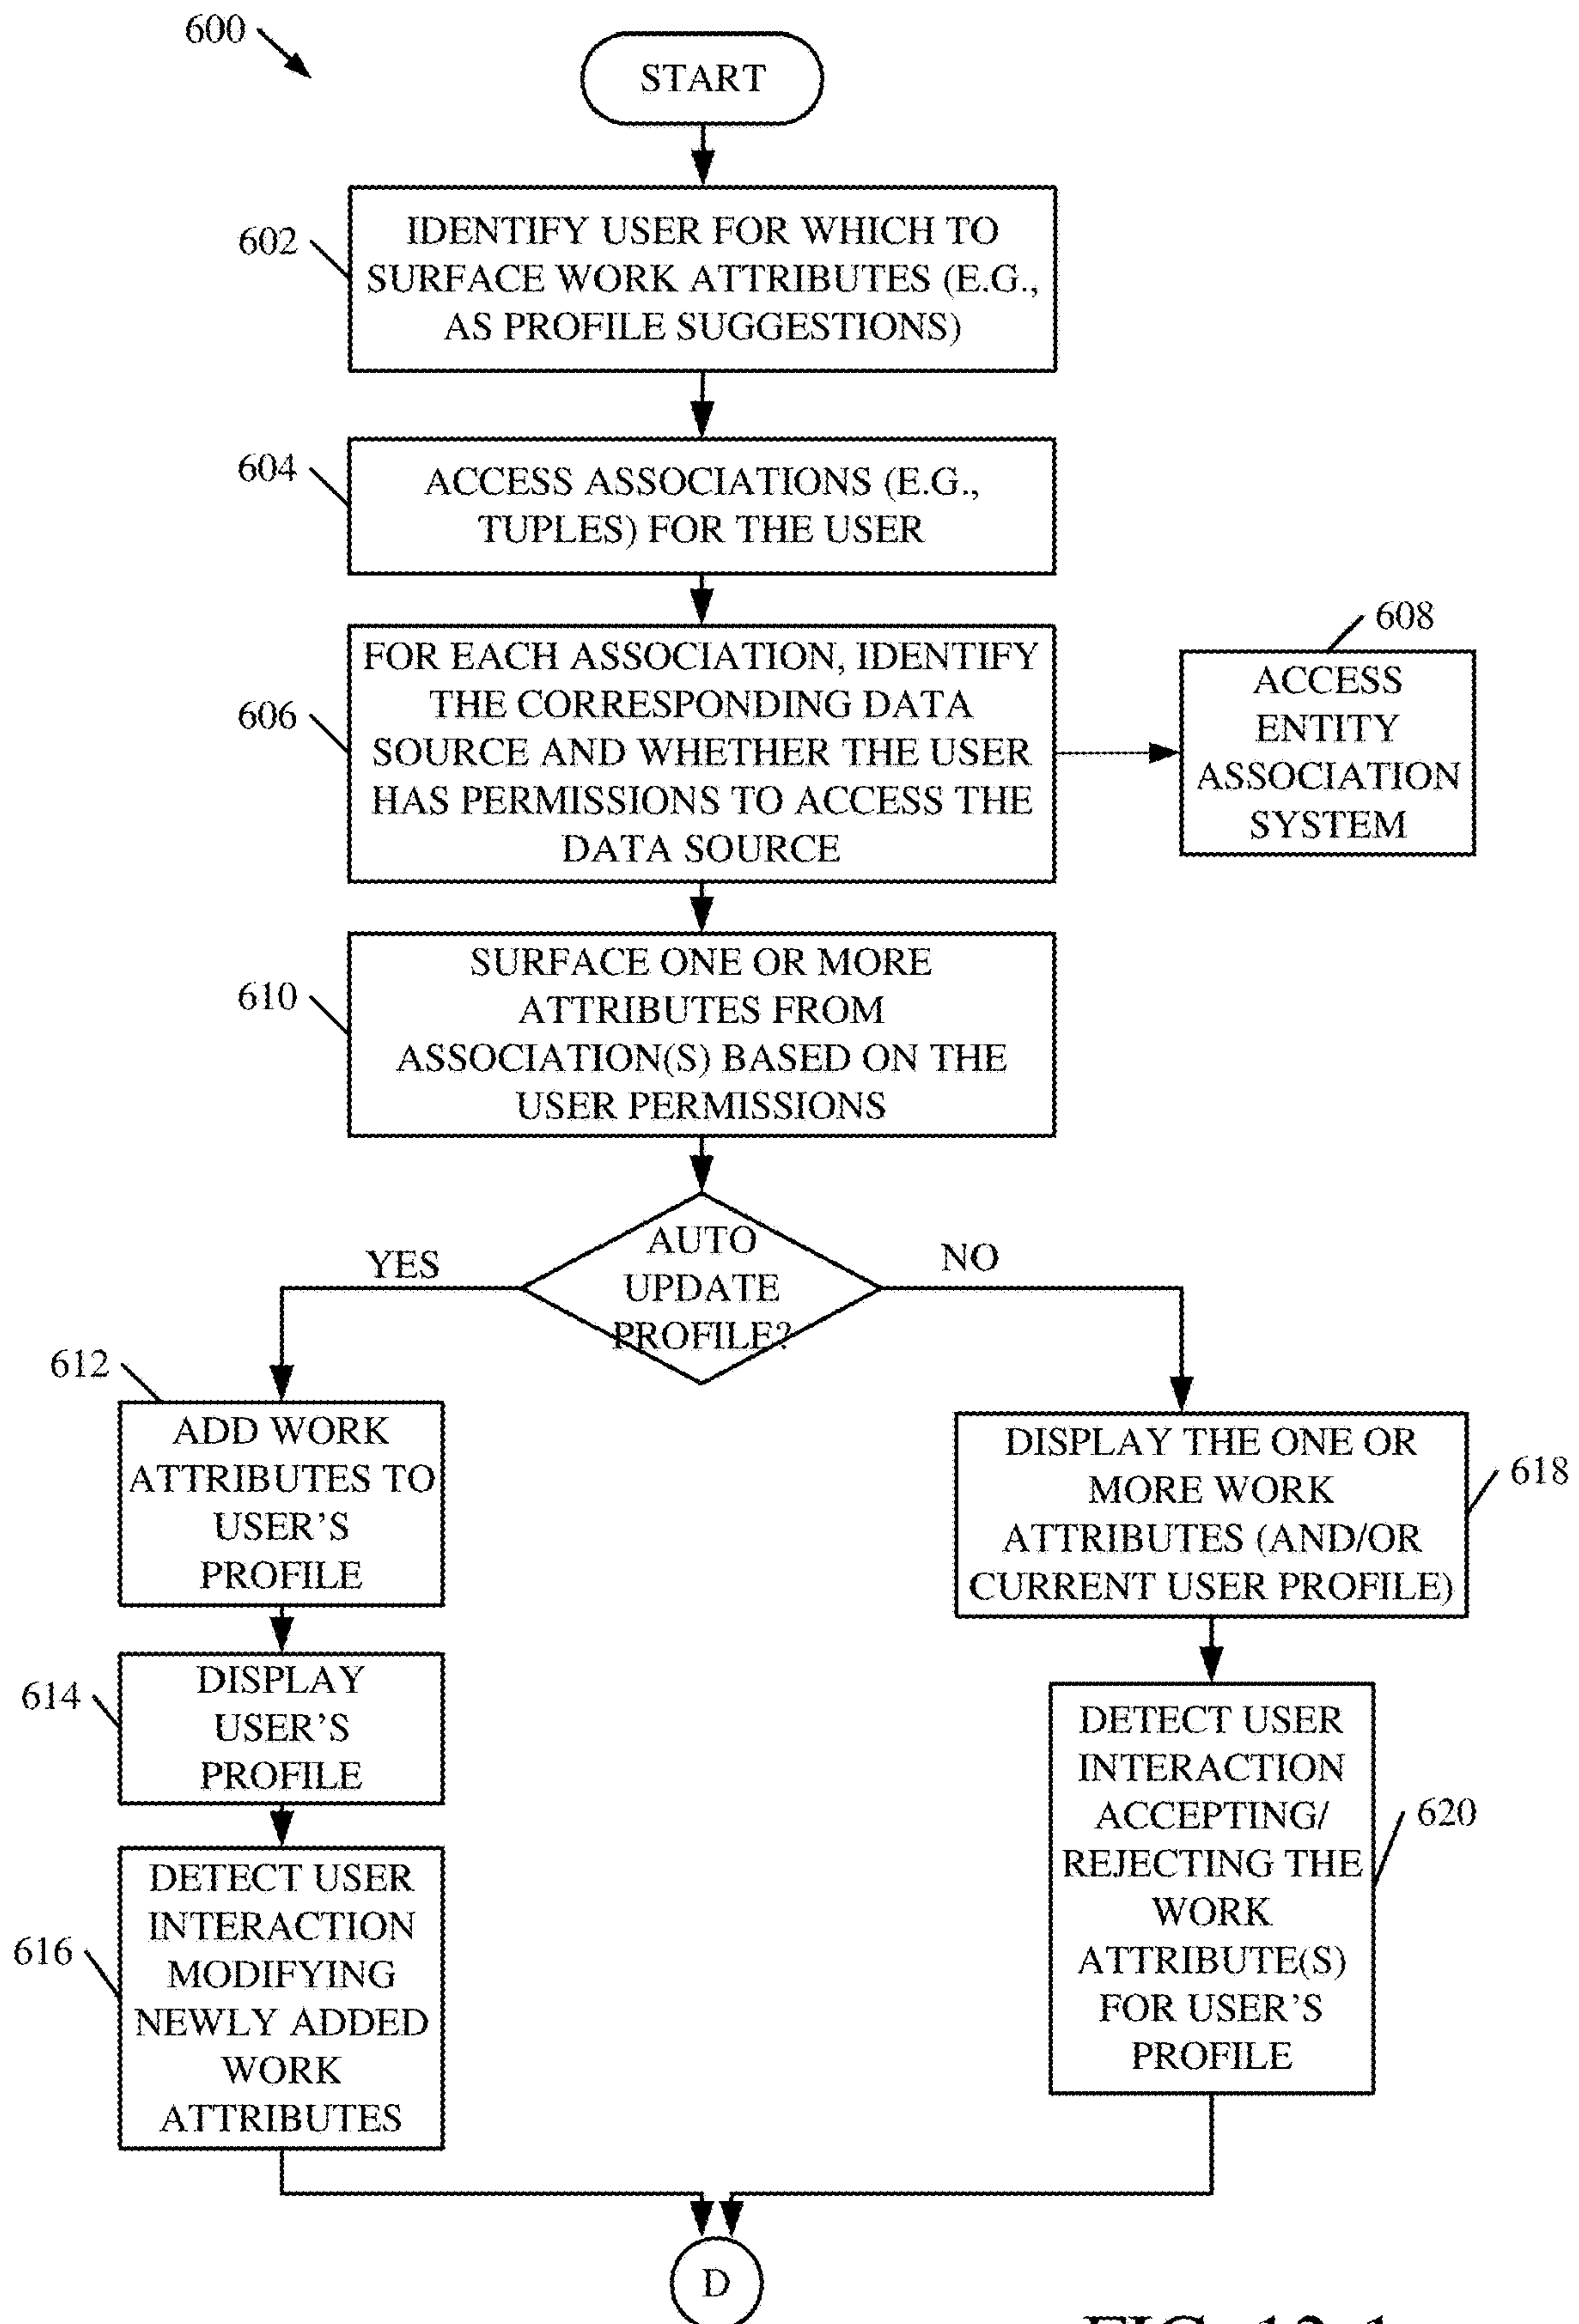 600
START
602
IDENTIFY USER FOR WHICH TO
SURFACE WORK ATTRIBUTES (E.G.,
AS PROFILE SUGGESTIONS)
604
ACCESS ASSOCIATIONS (E.G.,
TUPLES) FOR THE USER
606
FOR EACH ASSOCIATION, IDENTIFY
THE CORRESPONDING DATA
SOURCE AND WHETHER THE USER
HAS PERMISSIONS TO ACCESS THE
DATA SOURCE
608
ACCESS
ENTITY
ASSOCIATION
SYSTEM
610
SURFACE ONE OR MORE
ATTRIBUTES FROM
ASSOCIATION(S) BASED ON THE
USER PERMISSIONS
AUTO
UPDATE
PROFILE?
YES
NO
612
ADD WORK
ATTRIBUTES TO
USER'S
PROFILE
614
DISPLAY
USER'S
PROFILE
616
DETECT USER
INTERACTION
MODIFYING
NEWLY ADDED
WORK
ATTRIBUTES
618
DISPLAY THE ONE OR
MORE WORK
ATTRIBUTES (AND/OR
CURRENT USER PROFILE)
620
DETECT USER
INTERACTION
ACCEPTING/
REJECTING THE
WORK
ATTRIBUTE(S)
FOR USER'S
PROFILE
D